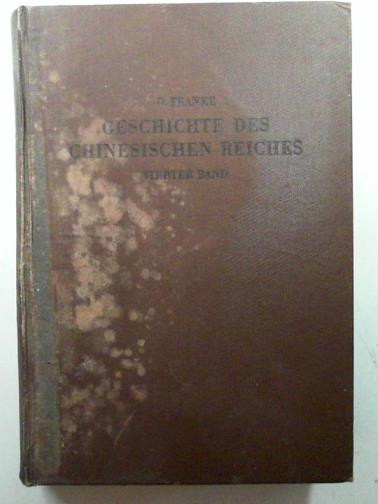 O. FRANKE
GESCHICHTE DES
CHINESISCHEN REICHES
VIERTER BAND